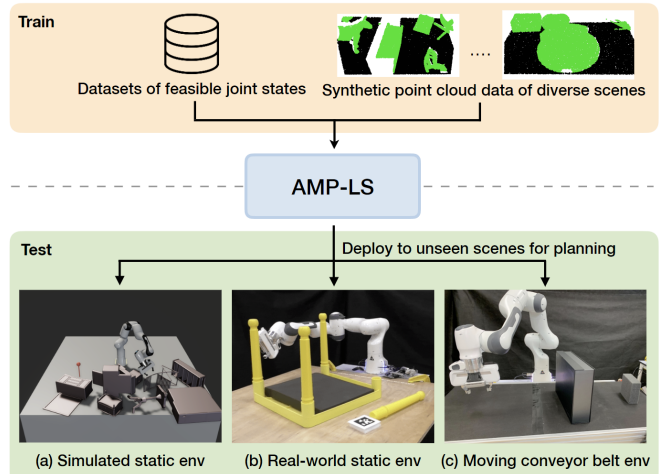 Train
Datasets of feasible joint states
....
Synthetic point cloud data of diverse scenes
AMP-LS
Test
Deploy to unseen scenes for planning
(a) Simulated static env
(b) Real-world static env
(c) Moving conveyor belt env